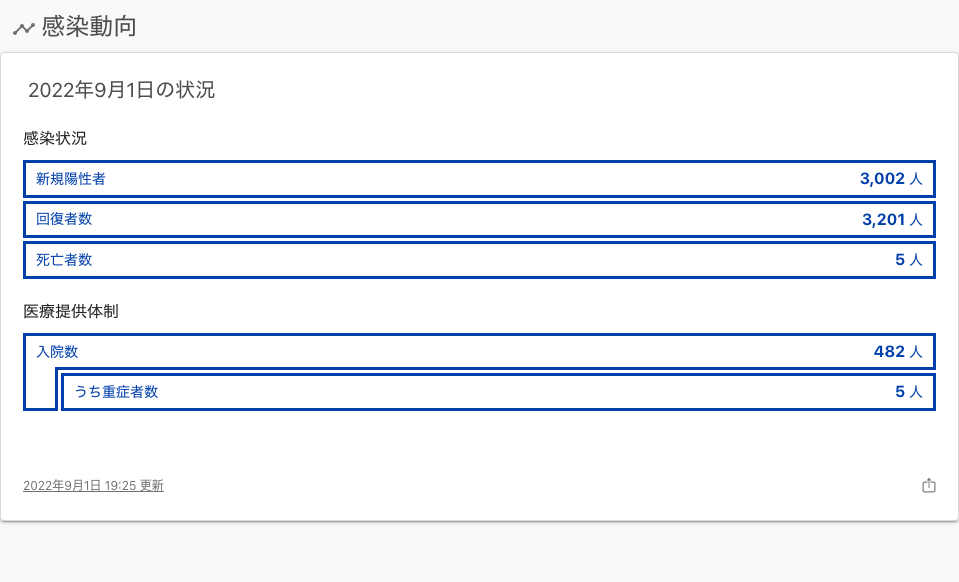 感染動向
2022年9月1日の状況
感染状況
新規陽性者 3,002 人
回復者数 3,201 人
死亡者数 5 人
医療提供体制
入院数 482 人
うち重症者数 5 人
2022年9月1日 19:25 更新